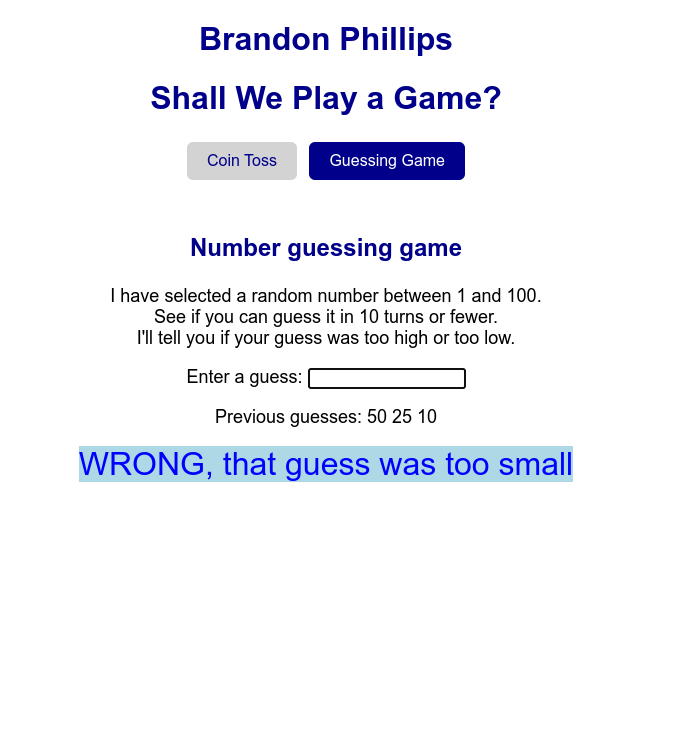 Brandon Phillips
Shall We Play a Game?
Coin Toss Guessing Game
Number guessing game
I have selected a random number between 1 and 100.
See if you can guess it in 10 turns or fewer.
I'll tell you if your guess was too high or too low.
Enter a guess:
Previous guesses: 50 25 10
WRONG, that guess was too small